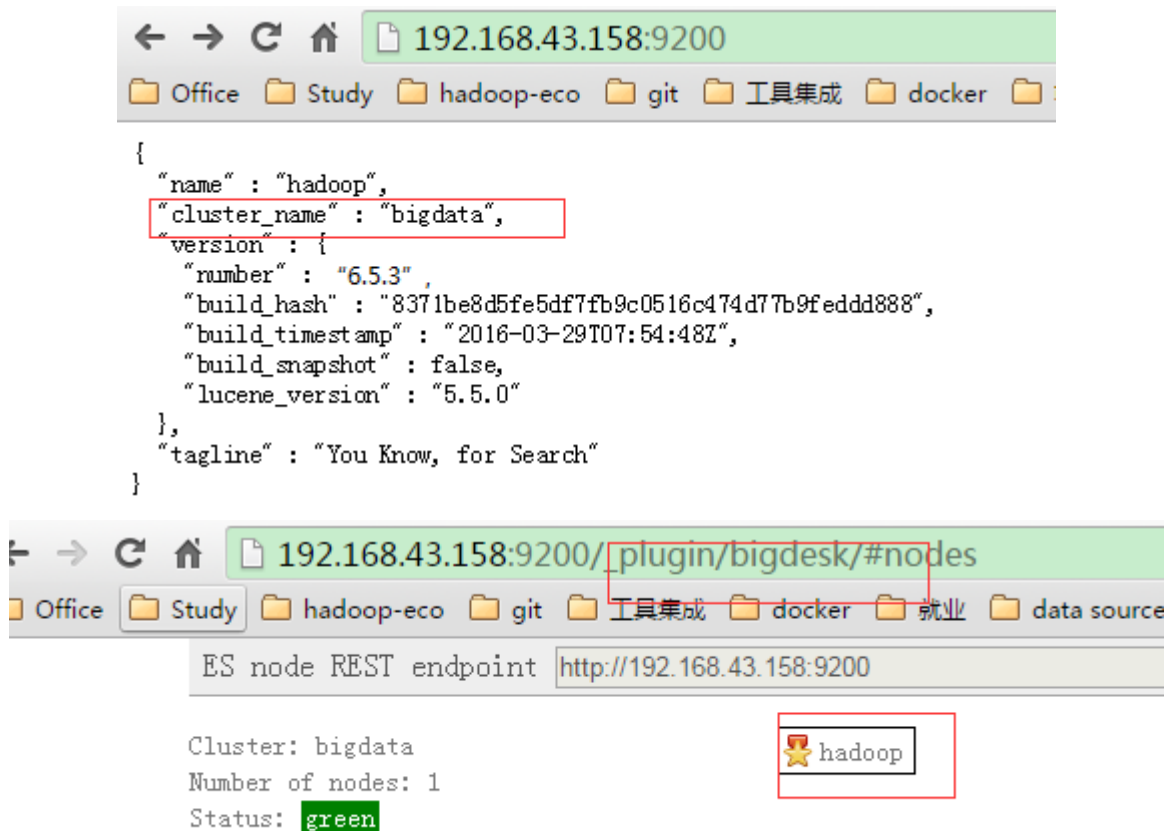 192.168.43.158:9200
Office Study hadoop-eco git 工具集成 docker
{
"name" : "hadoop",
"cluster_name" : "bigdata",
"version" : {
"number" : "6.5.3" ,
"build_hash" : "8371be8d5fe5df7fb9c0516c474d77b9feddd888",
"build_timestamp" : "2016-03-29T07:54:48Z",
"build_snapshot" : false,
"lucene_version" : "5.5.0"
},
"tagline" : "You Know, for Search"
}
192.168.43.158:9200/_plugin/bigdesk/#nodes
Office Study hadoop-eco git 工具集成 docker 就业 data source
ES node REST endpoint http://192.168.43.158:9200
Cluster: bigdata
hadoop
Number of nodes: 1
Status: green